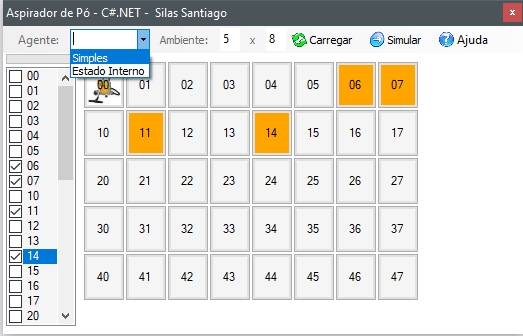 Aspirador de Pó - C#.NET - Silas Santiago
Agente: Ambiente: 5 x 8 Carregar Simular Ajuda
Simples
Estado Interno
00
01
02
03
04
05
06
07
10
11
12
13
14
15
16
17
20
00 01 02 03 04 05 06 07
10 11 12 13 14 15 16 17
20 21 22 23 24 25 26 27
30 31 32 33 34 35 36 37
40 41 42 43 44 45 46 47